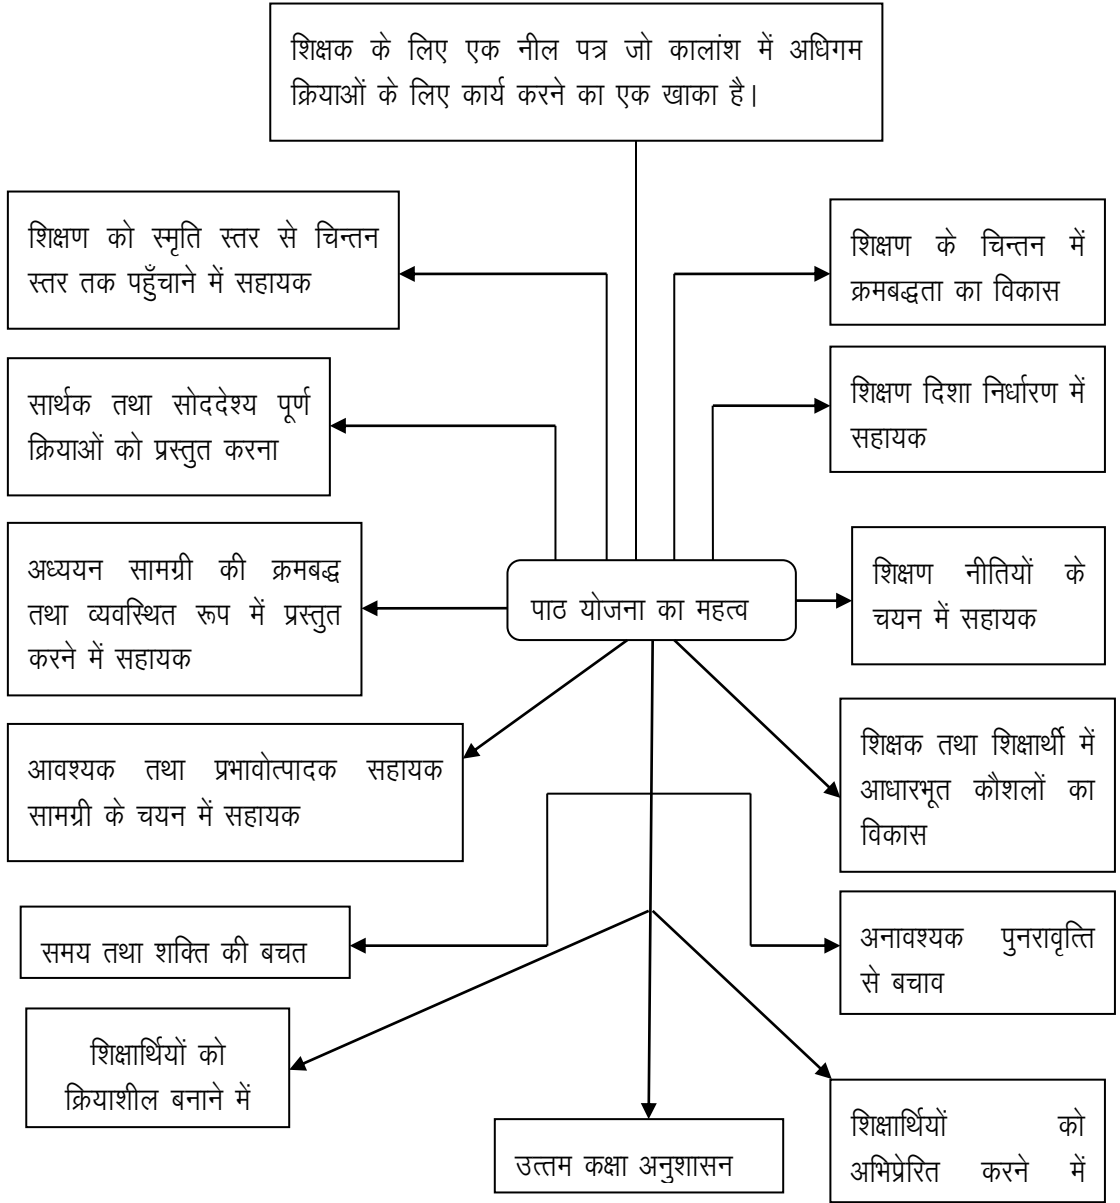 शिक्षक के लिए एक नील पत्र जो कालांश में अधिगम
क्रियाओं के लिए कार्य करने का एक खाका है।
शिक्षण को स्मृति स्तर से चिन्तन
स्तर तक पहुँचाने में सहायक
शिक्षण के चिन्तन में
क्रमबद्धता का विकास
सार्थक तथा सोददेश्य पूर्ण
क्रियाओं को प्रस्तुत करना
शिक्षण दिशा निर्धारण में
सहायक
अध्ययन सामग्री की क्रमबद्ध
तथा व्यवस्थित रूप में प्रस्तुत
करने में सहायक
पाठ योजना का महत्व
शिक्षण नीतियों के
चयन में सहायक
आवश्यक तथा प्रभावोत्पादक सहायक
सामग्री के चयन में सहायक
शिक्षक तथा शिक्षार्थी में
आधारभूत कौशलों का
विकास
समय तथा शक्ति की बचत
अनावश्यक पुनरावृत्ति
से बचाव
शिक्षार्थियों को
क्रियाशील बनाने में
उत्तम कक्षा अनुशासन
शिक्षार्थियों को
अभिप्रेरित करने में